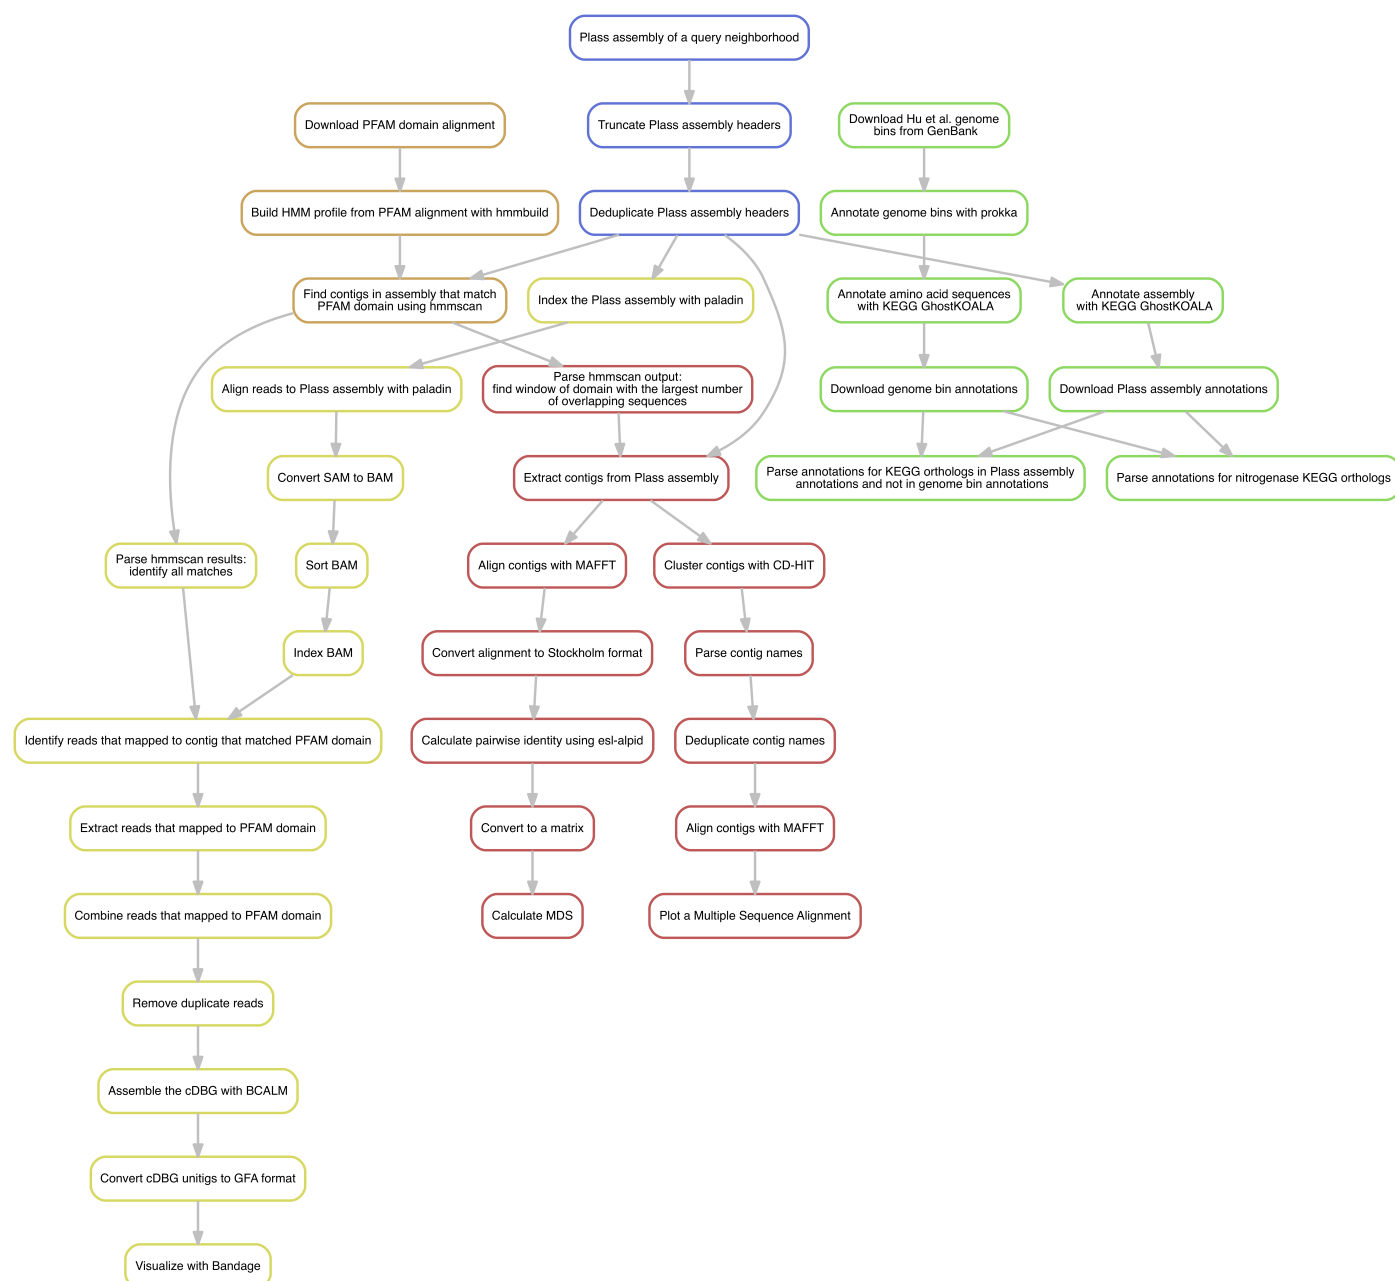 Plass assembly of a query neighborhood
Download PFAM domain alignment
Truncate Plass assembly headers
Download Hu et al. genome
bins from GenBank
Build HMM profile from PFAM alignment with hmmbuild
Deduplicate Plass assembly headers
Annotate genome bins with prokka
Find contigs in assembly that match
PFAM domain using hmmscan
Index the Plass assembly with paladin
Annotate amino acid sequences
with KEGG GhostKOALA
Annotate assembly
with KEGG GhostKOALA
Align reads to Plass assembly with paladin
Parse hmmscan output:
find window of domain with the largest number
of overlapping sequences
Download genome bin annotations
Download Plass assembly annotations
Convert SAM to BAM
Extract contigs from Plass assembly
Parse annotations for KEGG orthologs in Plass assembly
annotations and not in genome bin annotations
Parse annotations for nitrogenase KEGG orthologs
Parse hmmscan results:
identify all matches
Sort BAM
Align contigs with MAFFT
Cluster contigs with CD-HIT
Index BAM
Convert alignment to Stockholm format
Parse contig names
Identify reads that mapped to contig that matched PFAM domain
Calculate pairwise identity using esl-alpid
Deduplicate contig names
Extract reads that mapped to PFAM domain
Convert to a matrix
Align contigs with MAFFT
Combine reads that mapped to PFAM domain
Calculate MDS
Plot a Multiple Sequence Alignment
Remove duplicate reads
Assemble the cDBG with BCALM
Convert cDBG unitigs to GFA format
Visualize with Bandage